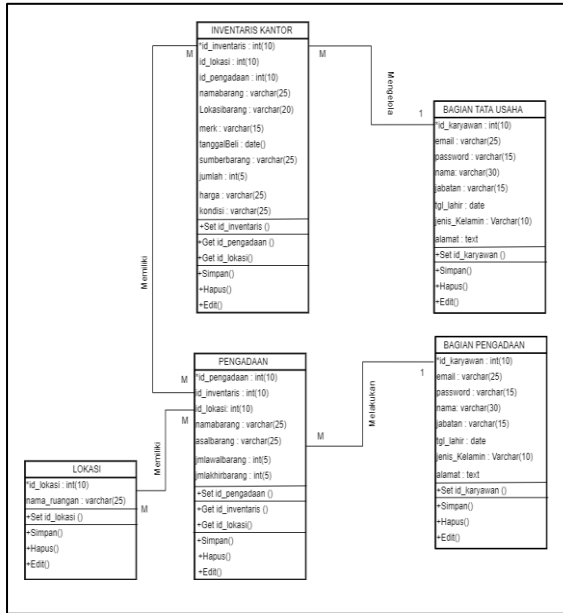 INVENTARIS KANTOR
*id_inventaris : int(10)
id_lokasi : int(10)
id_pengadaan : int(10)
namabarang : varchar(25)
Lokasibarang : varchar(20)
merk : varchar(15)
tanggalBeli : date()
sumberbarang : varchar(25)
jumlah : int(5)
harga : varchar(25)
kondisi : varchar(25)
+Set id_inventaris ()
+Get id_pengadaan ()
+Get id_lokasi()
+Simpan()
+Hapus()
+Edit()
M
M
Mengelola
1
BAGIAN TATA USAHA
*id_karyawan : int(10)
email : varchar(25)
password : varchar(15)
nama : varchar(30)
jabatan : varchar(15)
tgl_lahir : date
jenis_Kelamin : Varchar(10)
alamat : text
+Set id_karyawan ()
+Simpan()
+Hapus()
+Edit()
Memiliki
PENGADAAN
*id_pengadaan : int(10)
id_inventaris : int(10)
id_lokasi: int(10)
namabarang : varchar(25)
asalbarang : varchar(25)
jmlawalbarang : int(5)
jmlakhirbarang : int(5)
+Set id_pengadaan ()
+Get id_inventaris ()
+Get id_lokasi()
+Simpan()
+Hapus()
+Edit()
M
M
M
Melakukan
1
BAGIAN PENGADAAN
*id_karyawan : int(10)
email : varchar(25)
password : varchar(15)
nama: varchar(30)
jabatan : varchar(15)
tgl_lahir : date
jenis_Kelamin : Varchar(10)
alamat : text
+Set id_karyawan ()
+Simpan()
+Hapus()
+Edit()
Memiliki
M
LOKASI
*id_lokasi : int(10)
nama_ruangan : varchar(25)
+Set id_lokasi ()
+Simpan()
+Hapus()
+Edit()